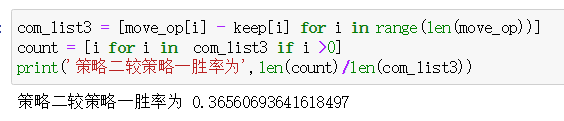 com_list3 = [move_op[i] - keep[i] for i in range(len(move_op))]
count = [i for i in  com_list3 if i >0]
print('策略二较策略一胜率为',len(count)/len(com_list3))
策略二较策略一胜率为 0.36560693641618497